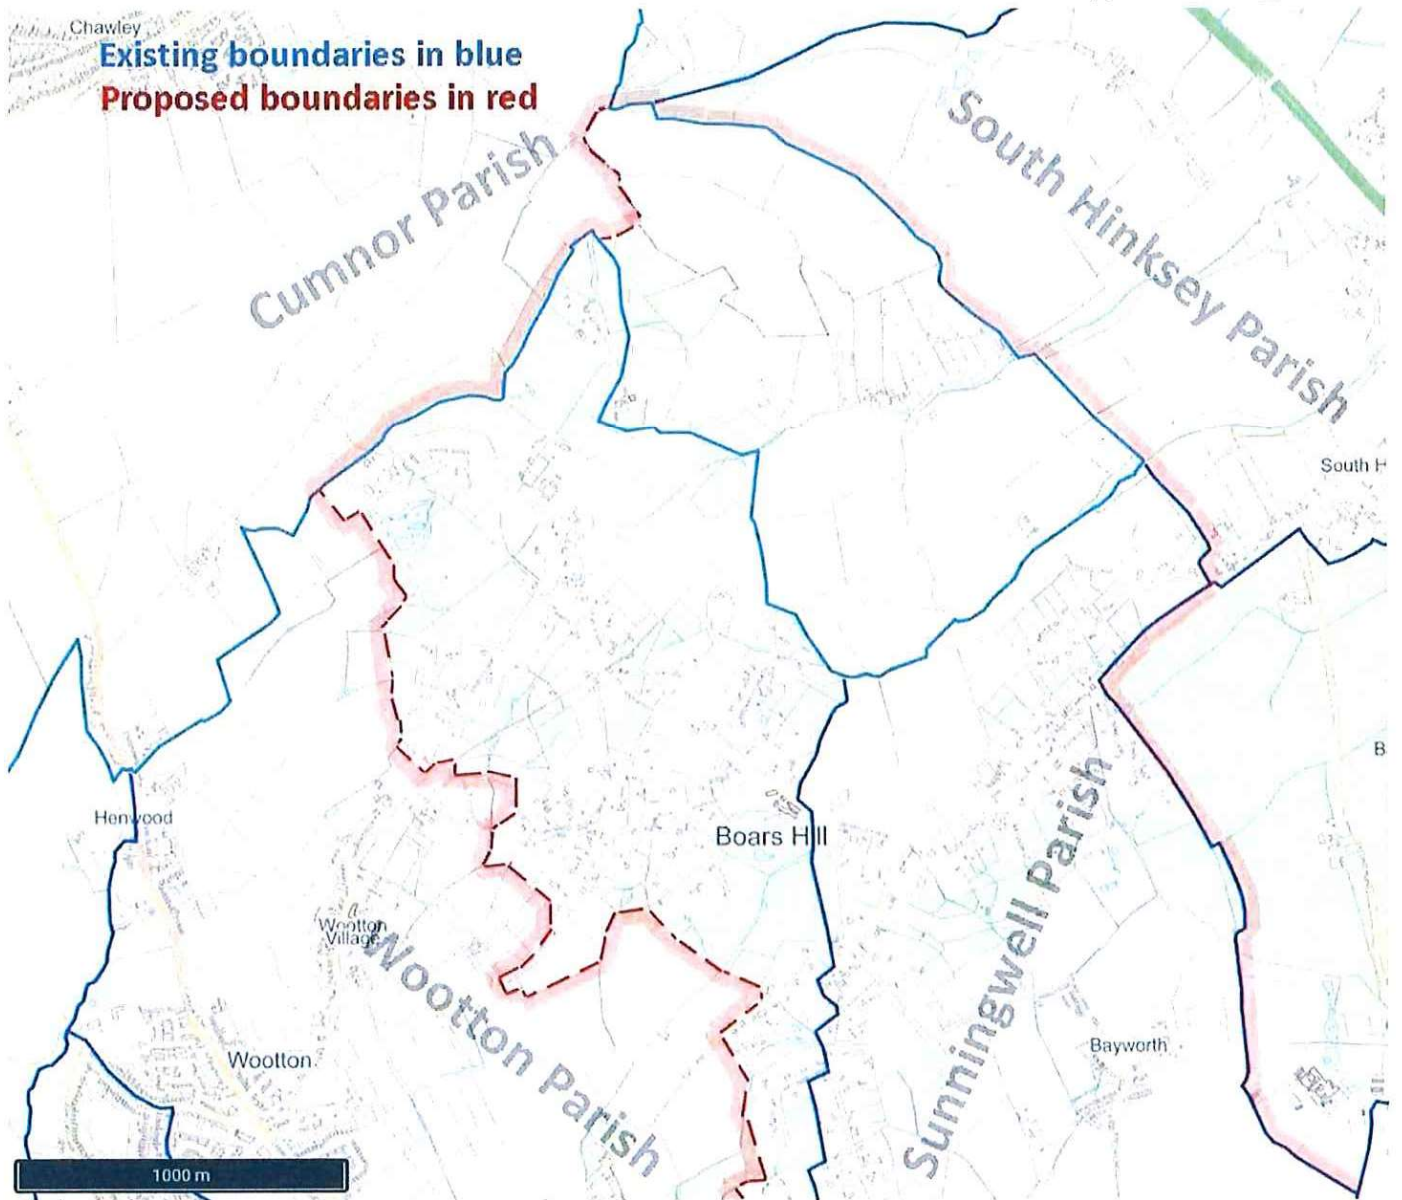 Chawley
Existing boundaries in blue
Proposed boundaries in red
Cumnor Parish
South Hinksey Parish
South H
B
Henwood
Boars Hill
Wootton
Village
Wootton Parish
Sunningwell Parish
Bayworth
Wootton
1000 m